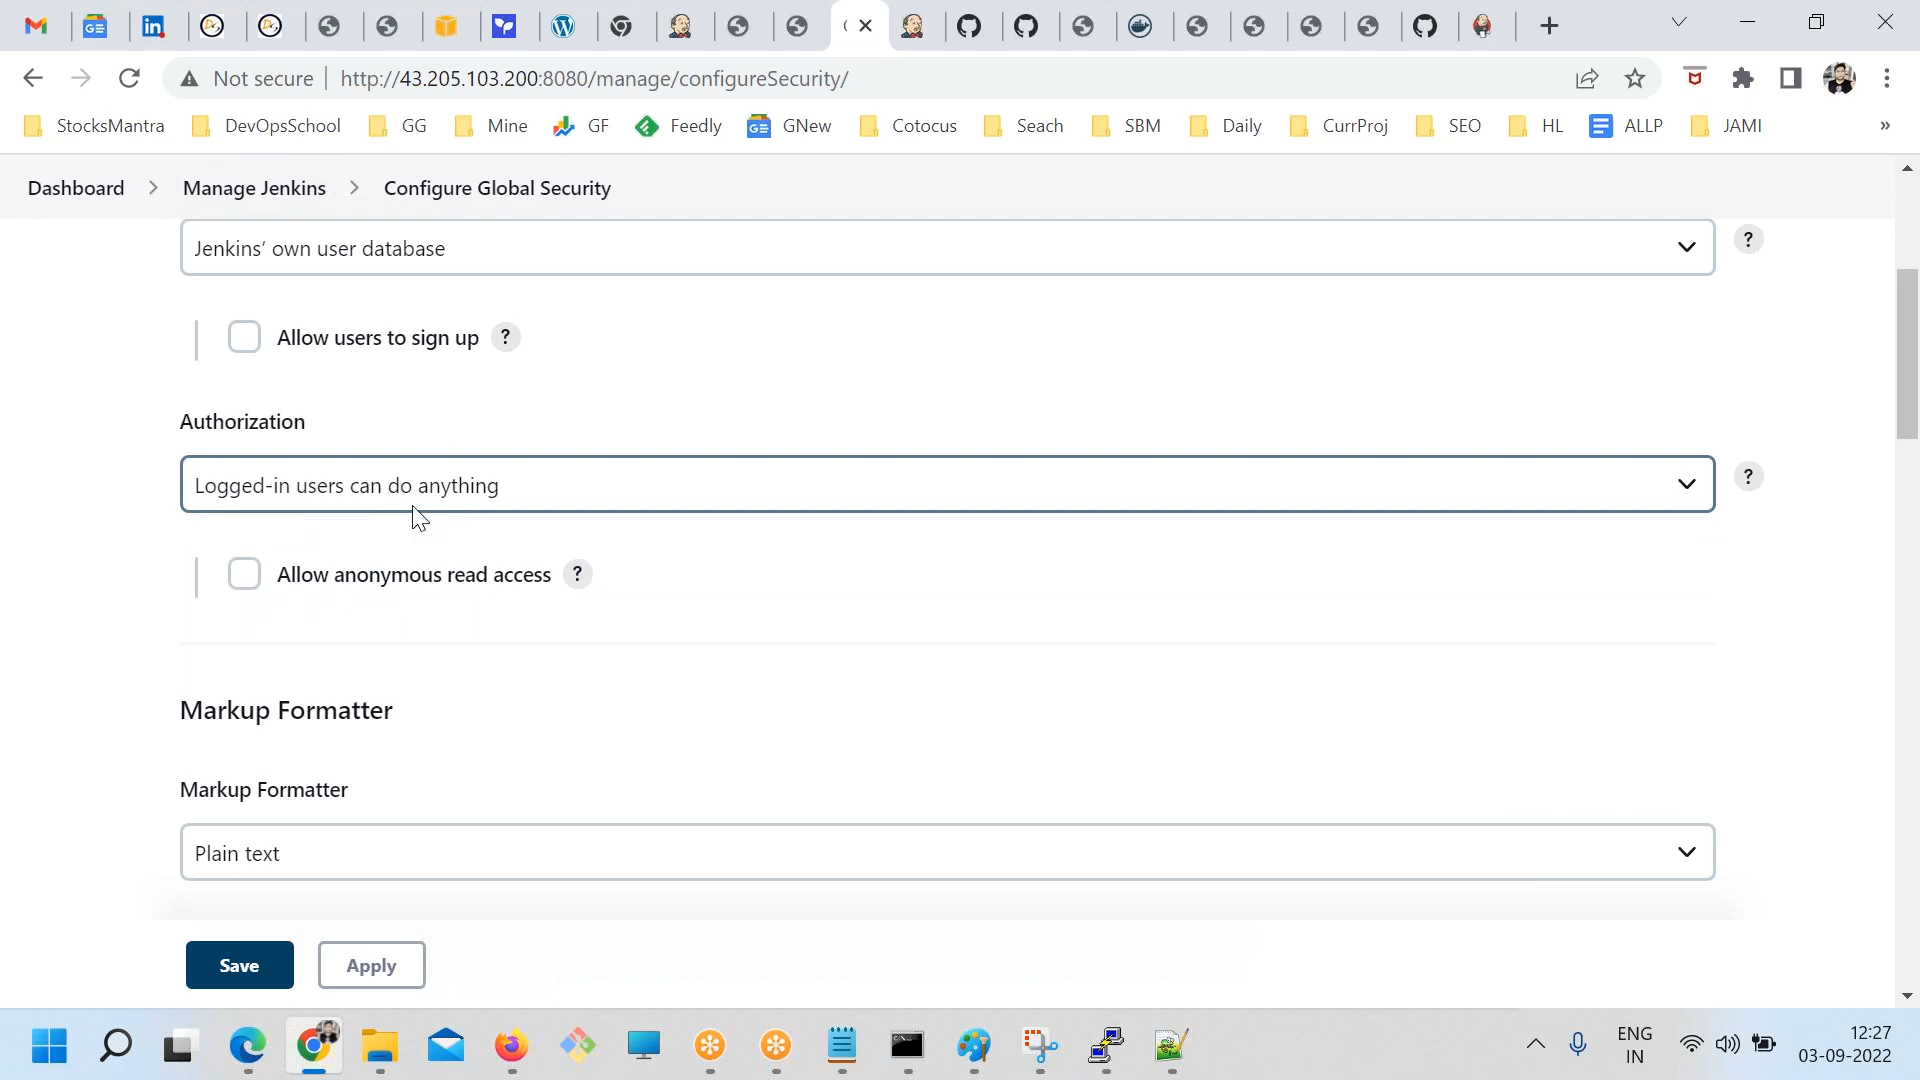 Not secure http://43.205.103.200:8080/manage/configureSecurity/
StocksMantra DevOpsSchool GG Mine GF Feedly GNew Cotocus Seach SBM Daily CurrProj SEO HL ALLP JAMI »
Dashboard > Manage Jenkins > Configure Global Security
Jenkins' own user database ?
Allow users to sign up ?
Authorization
Logged-in users can do anything ?
Allow anonymous read access ?
Markup Formatter
Markup Formatter
Plain text
Save Apply
ENG 12:27
IN 03-09-2022